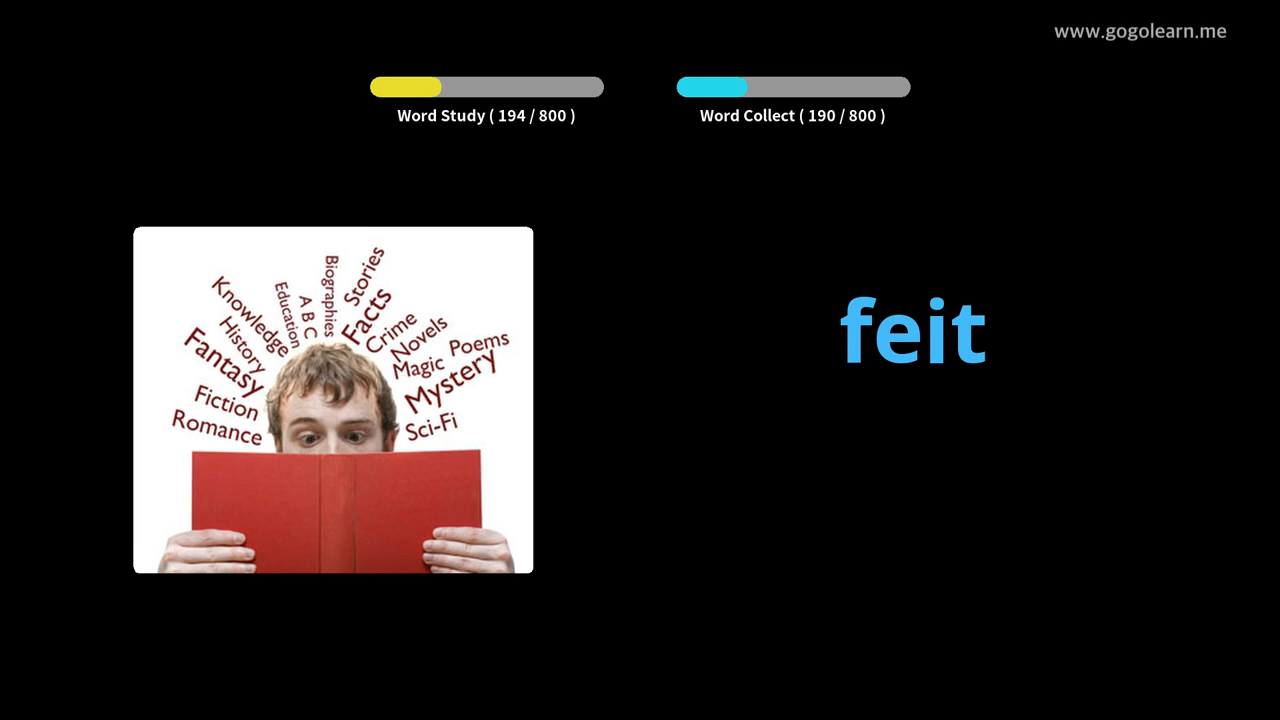 www.gogolearn.me
Word Study ( 194 / 800 )
Word Collect ( 190 / 800 )
Biographies
Stories
Education
A B C
Facts
Knowledge
Crime
History
Novels
Fantasy
Magic
Poems
Mystery
Fiction
Romance
Sci-Fi
feit